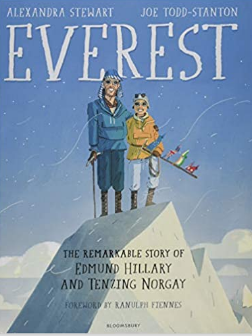 ALEXANDRA STEWART JOE TODD-STANTON
EVEREST
THE REMARKABLE STORY OF
EDMUND HILLARY
AND TENZING NORGAY
FOREWORD BY RANULPH FIENNES
BLOOMSBURY